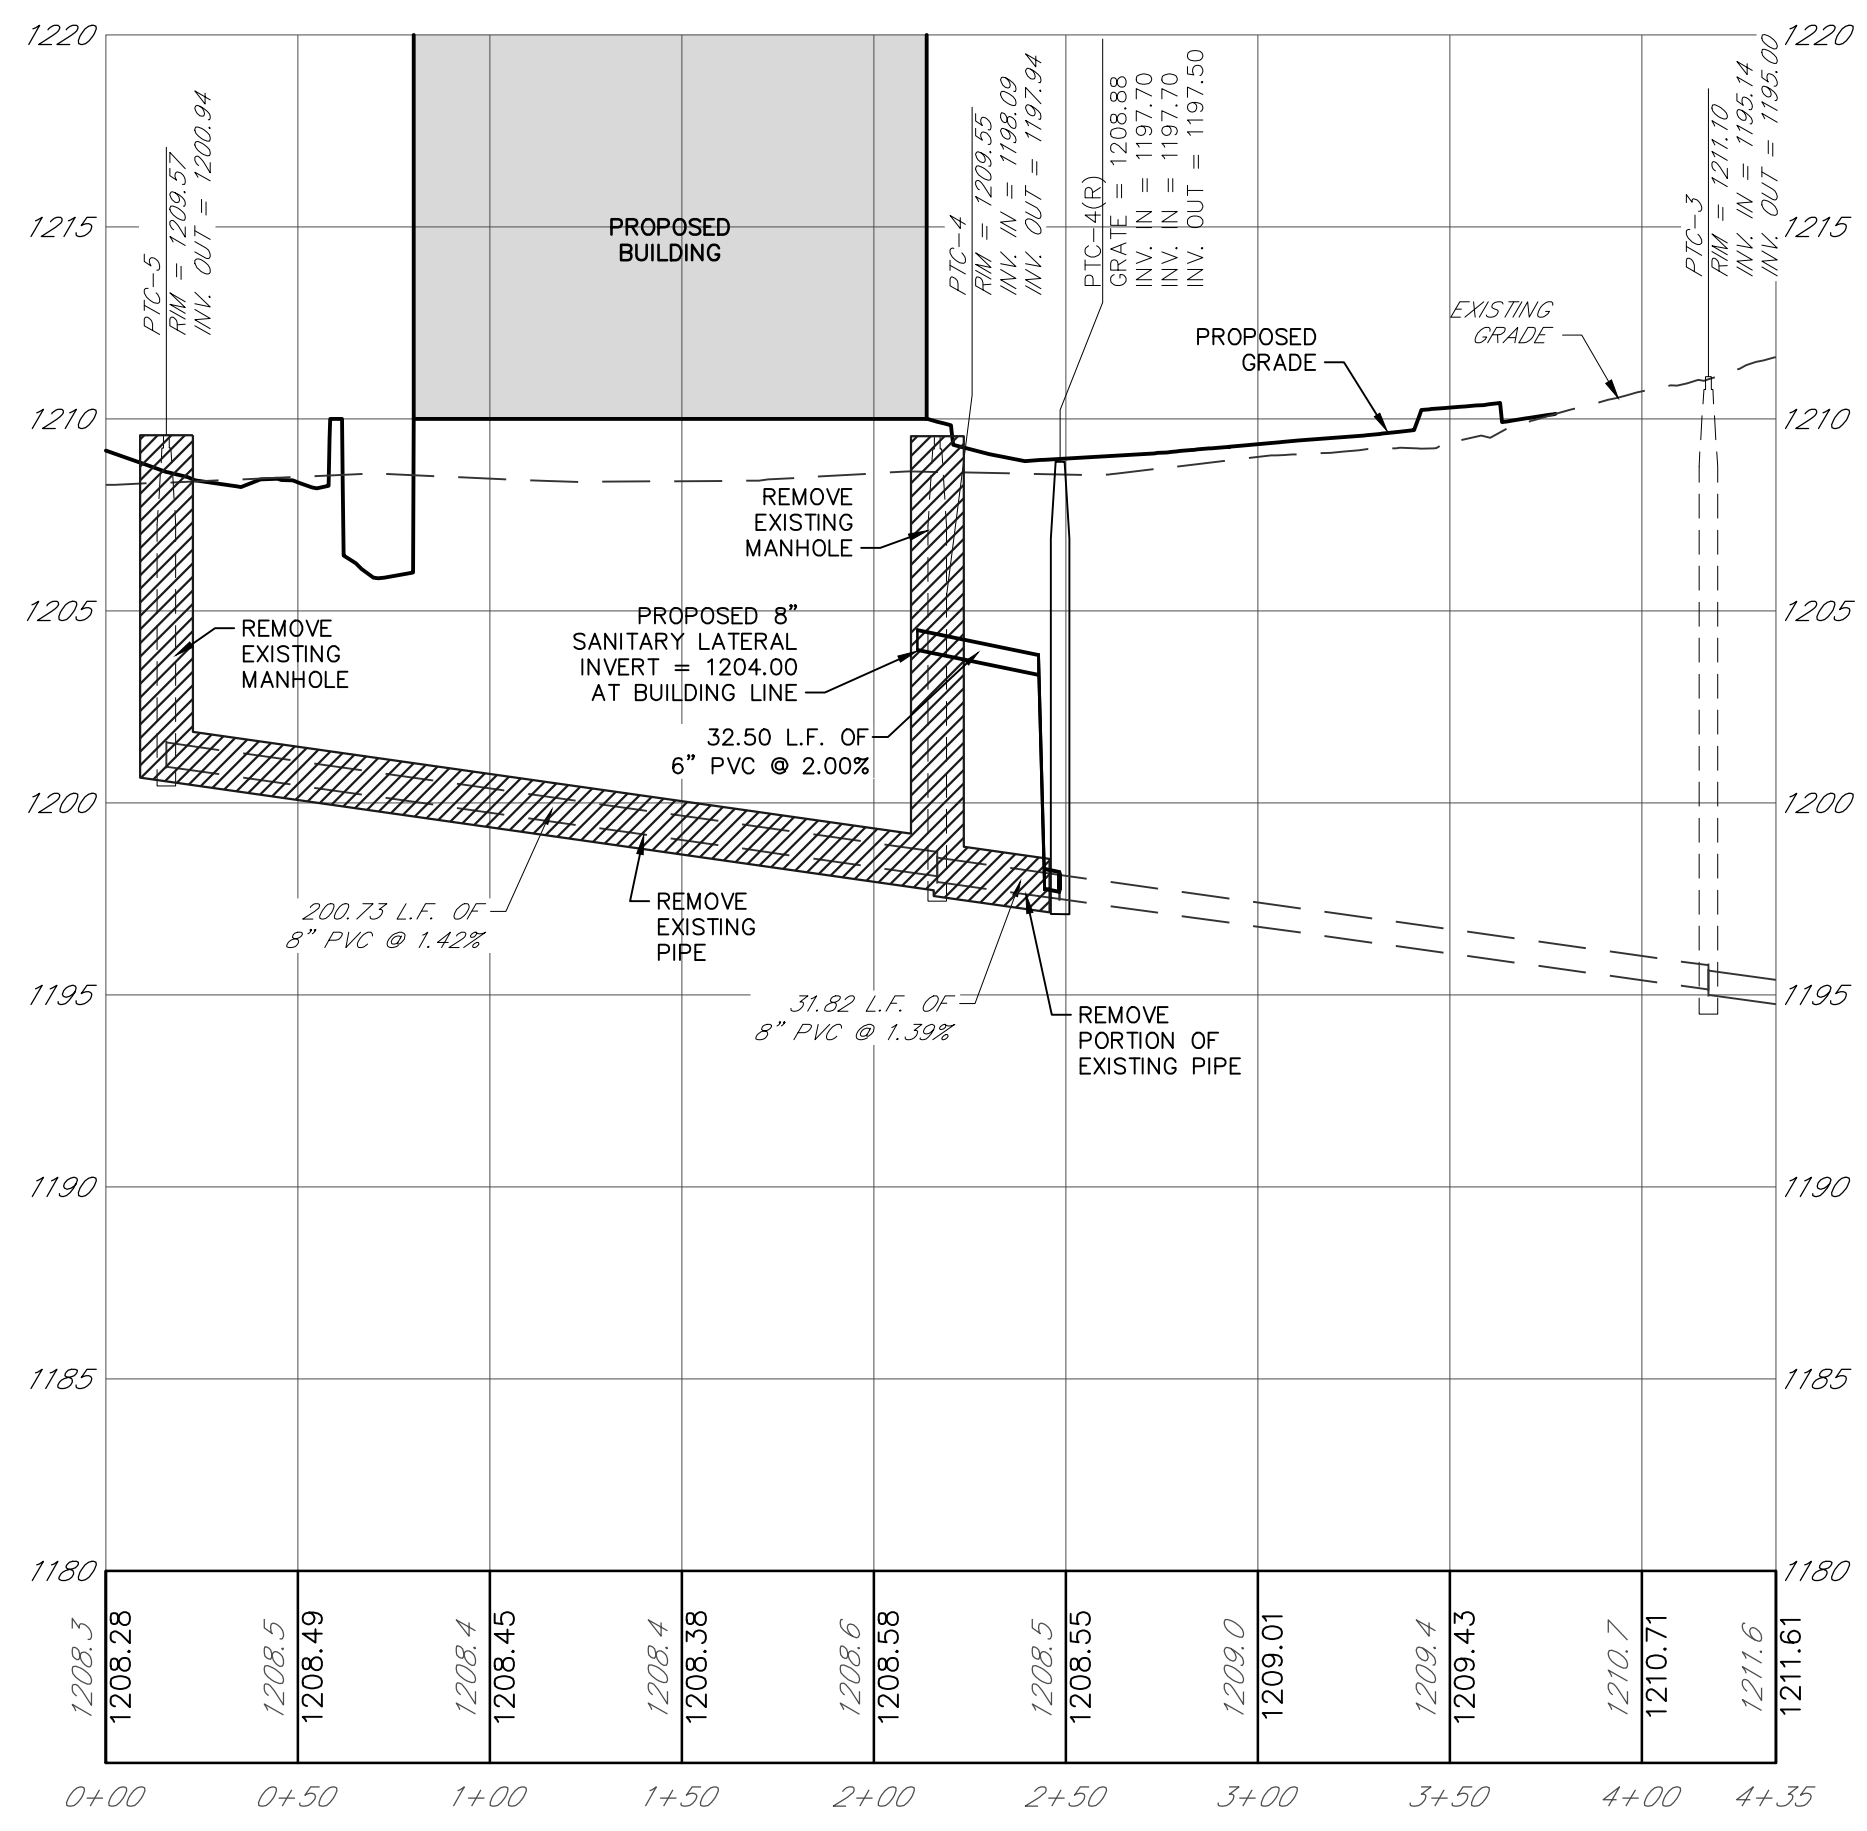 1220
1220
1215
1215
1210
1210
1205
1205
1200
1200
1195
1195
1190
1190
1185
1185
1180
1180
PTC-5
RIM = 1209.57
INV. OUT = 1200.94
PROPOSED
BUILDING
PTC-4
RIM = 1209.55
INV. IN = 1198.09
INV. OUT = 1197.94
PTC-4(R)
GRATE = 1208.88
INV. IN = 1197.70
INV. IN = 1197.70
INV. OUT = 1197.50
PTC-3
RIM = 1211.10
INV. IN = 1195.14
INV. OUT = 1195.00
EXISTING
GRADE
PROPOSED
GRADE
REMOVE
EXISTING
MANHOLE
REMOVE
EXISTING
MANHOLE
PROPOSED 8”
SANITARY LATERAL
INVERT = 1204.00
AT BUILDING LINE
32.50 L.F. OF
6” PVC @ 2.00%
200.73 L.F. OF
8” PVC @ 1.42%
REMOVE
EXISTING
PIPE
31.82 L.F. OF
8” PVC @ 1.39%
REMOVE
PORTION OF
EXISTING PIPE
1208.3
1208.28
1208.5
1208.49
1208.4
1208.45
1208.4
1208.38
1208.6
1208.58
1208.5
1208.55
1209.0
1209.01
1209.4
1209.43
1210.7
1210.71
1211.6
1211.61
0+00
0+50
1+00
1+50
2+00
2+50
3+00
3+50
4+00
4+35